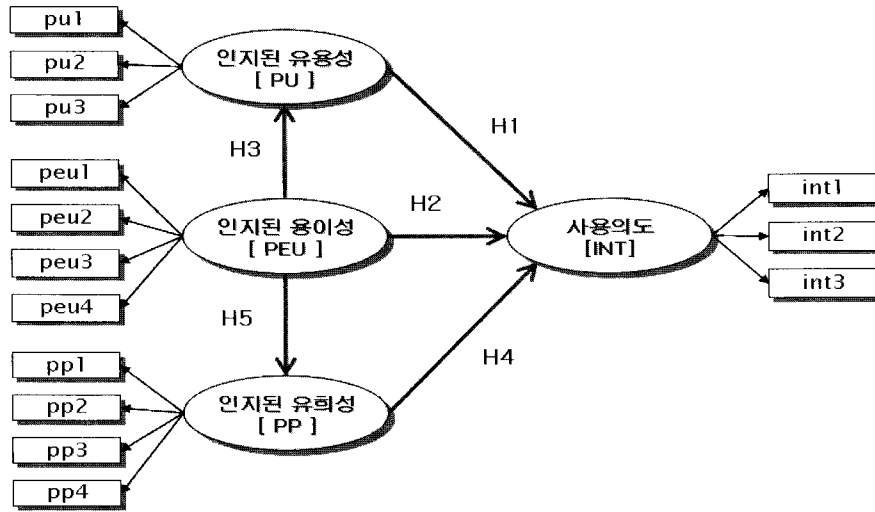 pu1
pu2
pu3
인지된 유용성
[ PU ]
H1
H3
peu1
peu2
peu3
peu4
인지된 용이성
[ PEU ]
H2
사용의도
[INT]
int1
int2
int3
H5
H4
pp1
pp2
pp3
pp4
인지된 유희성
[ PP ]